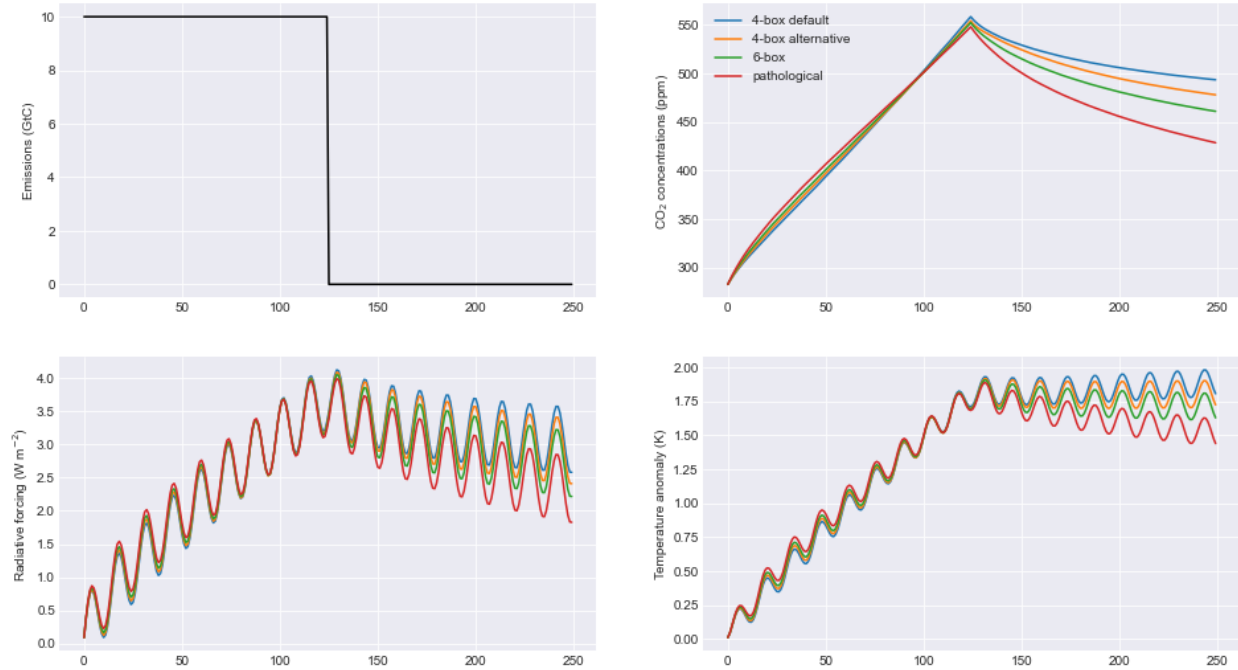 Emissions (GtC)
10
8
6
4
2
0
0 50 100 150 200 250
CO₂ concentrations (ppm)
550
500
450
400
350
300
4-box default
4-box alternative
6-box
pathological
0 50 100 150 200 250
Radiative forcing (W m⁻²)
4.0
3.5
3.0
2.5
2.0
1.5
1.0
0.5
0.0
0 50 100 150 200 250
Temperature anomaly (K)
2.00
1.75
1.50
1.25
1.00
0.75
0.50
0.25
0.00
0 50 100 150 200 250